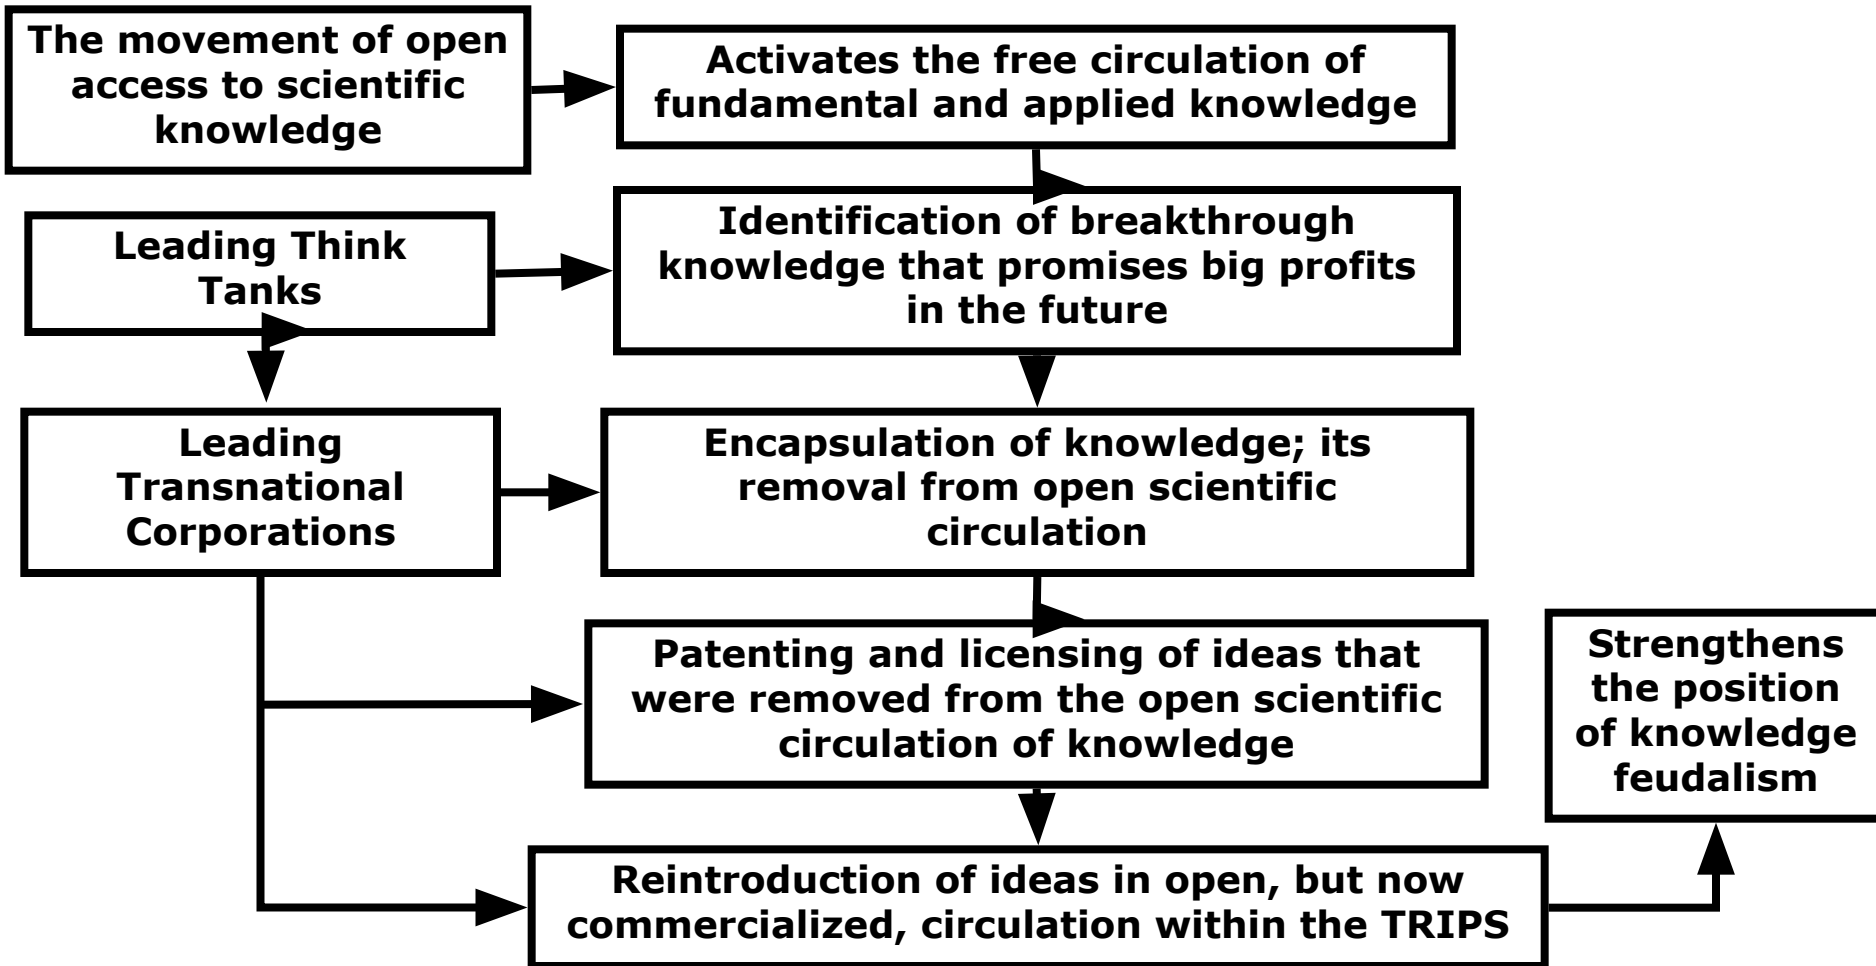 The movement of open
access to scientific
knowledge
Activates the free circulation of
fundamental and applied knowledge
Leading Think
Tanks
Identification of breakthrough
knowledge that promises big profits
in the future
Leading
Transnational
Corporations
Encapsulation of knowledge; its
removal from open scientific
circulation
Patenting and licensing of ideas that
were removed from the open scientific
circulation of knowledge
Strengthens
the position
of knowledge
feudalism
Reintroduction of ideas in open, but now
commercialized, circulation within the TRIPS